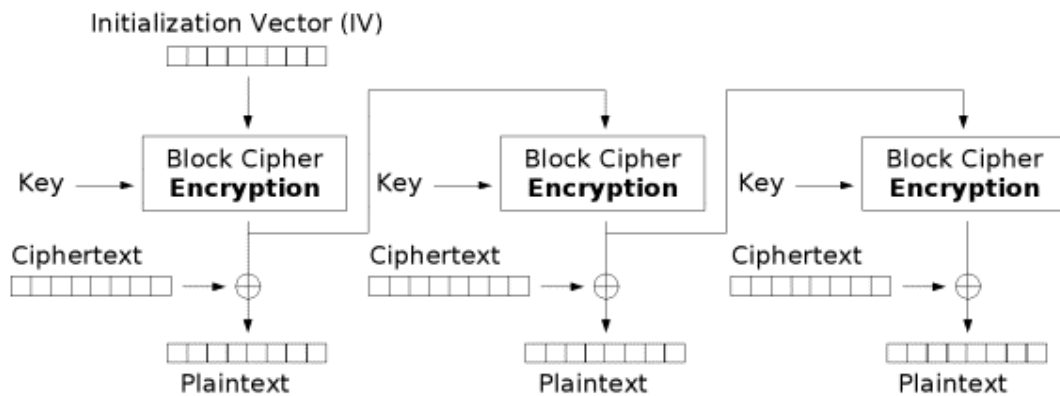 Initialization Vector (IV)
Key
Block Cipher
Encryption
Key
Block Cipher
Encryption
Key
Block Cipher
Encryption
Ciphertext
Ciphertext
Ciphertext
Plaintext
Plaintext
Plaintext